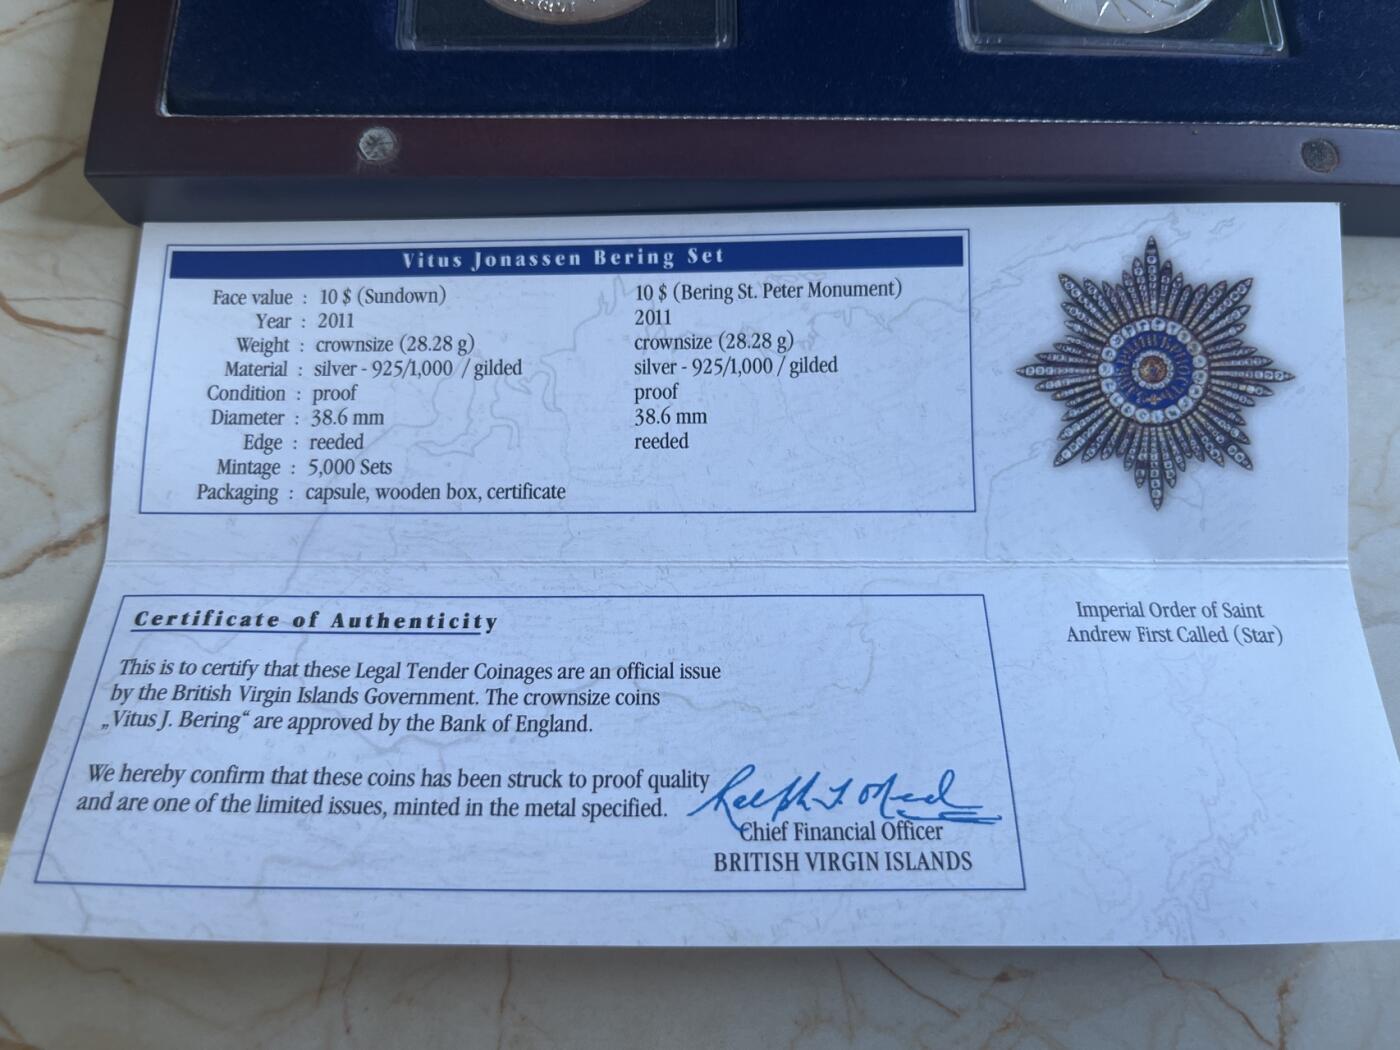 Vitus Jonassen Bering Set
Face value : 10 $ (Sundown) 10 $ (Bering St. Peter Monument)
Year : 2011 2011
Weight : crownsize (28.28 g) crownsize (28.28 g)
Material : silver - 925/1,000 / gilded silver - 925/1,000 / gilded
Condition : proof proof
Diameter : 38.6 mm 38.6 mm
Edge : reeded reeded
Mintage : 5,000 Sets
Packaging : capsule, wooden box, certificate
Certificate of Authenticity
This is to certify that these Legal Tender Coinages are an official issue
by the British Virgin Islands Government. The crownsize coins
„Vitus J. Bering“ are approved by the Bank of England.
We hereby confirm that these coins has been struck to proof quality
and are one of the limited issues, minted in the metal specified.
Chief Financial Officer
BRITISH VIRGIN ISLANDS
Imperial Order of Saint
Andrew First Called (Star)